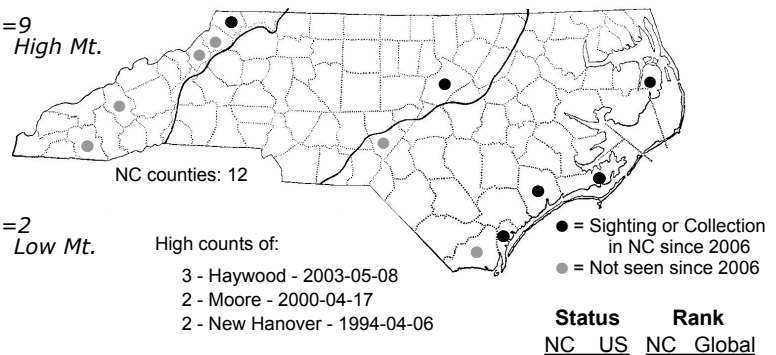 =9
High Mt.
NC counties: 12
=2
Low Mt.
High counts of:
3 - Haywood - 2003-05-08
2 - Moore - 2000-04-17
2 - New Hanover - 1994-04-06
= Sighting or Collection
in NC since 2006
= Not seen since 2006
Status Rank
NC US NC Global